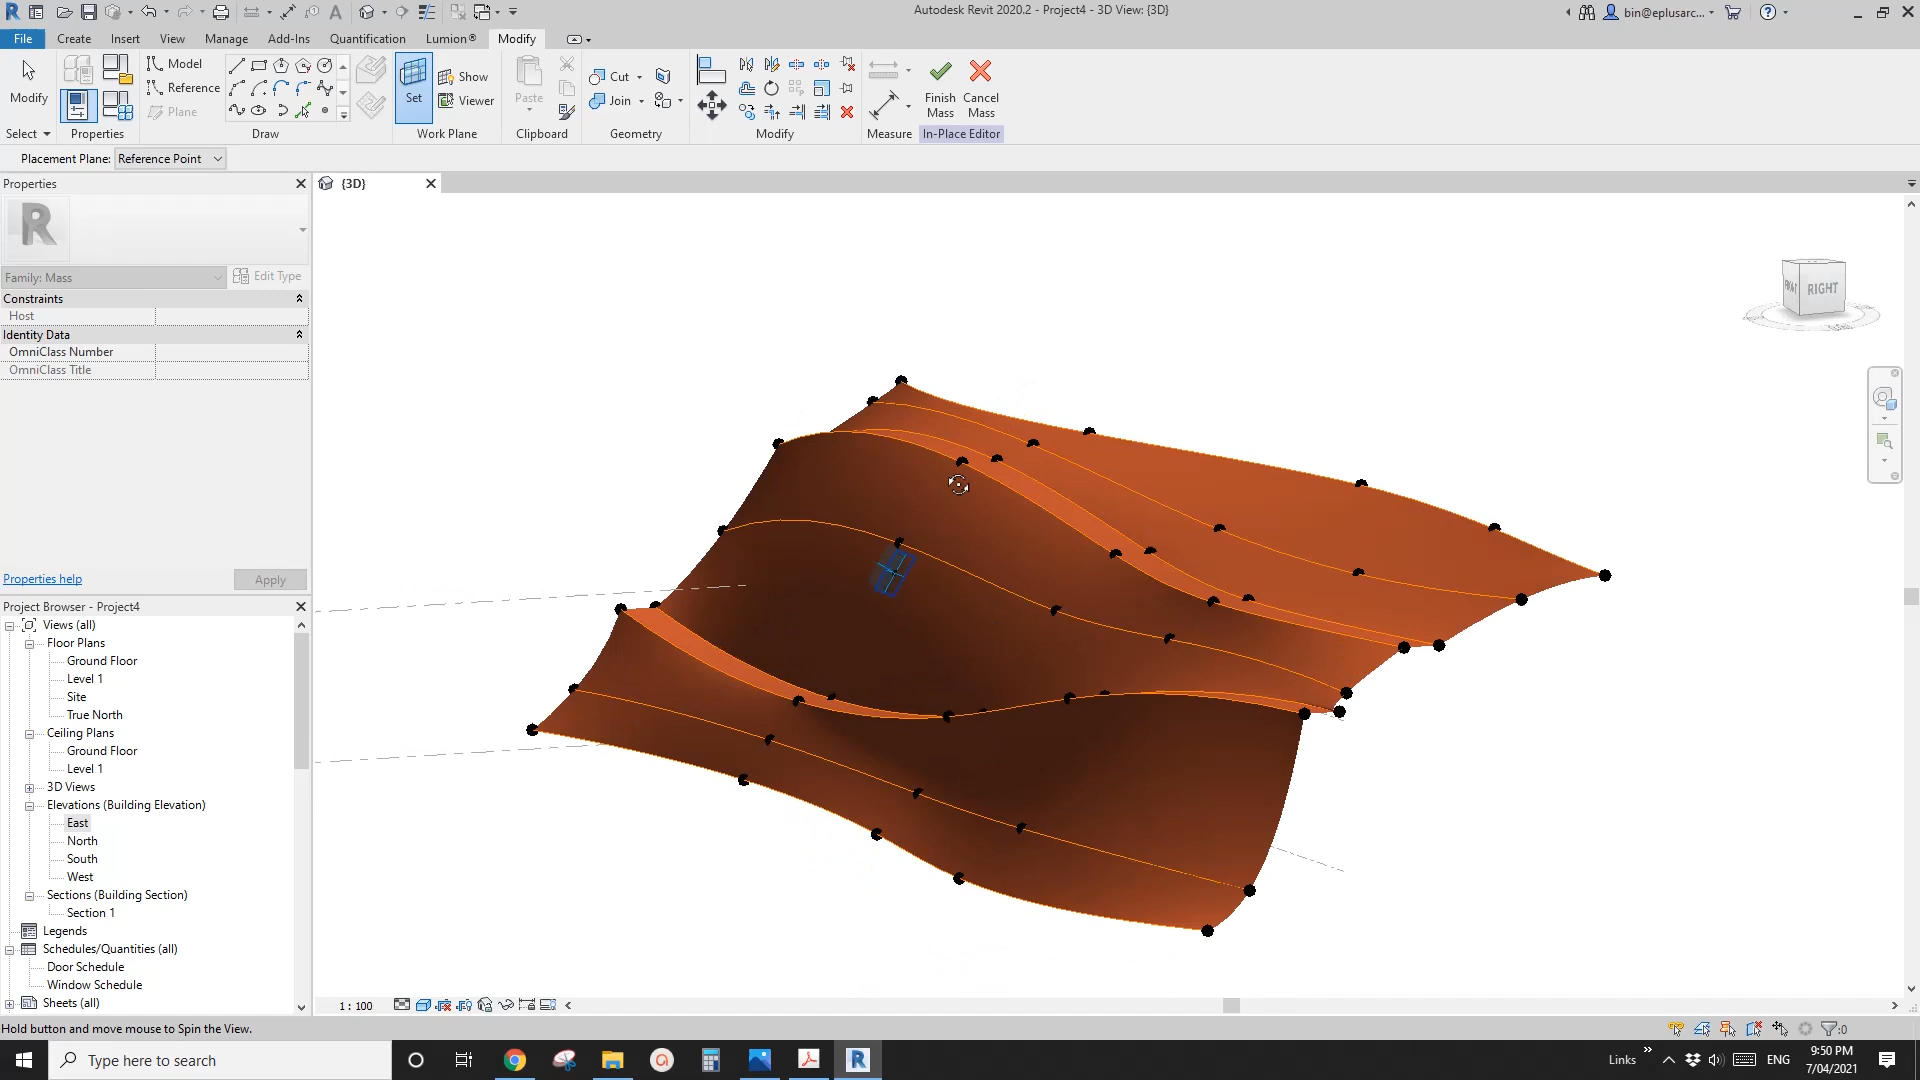 Autodesk Revit 2020.2 - Project4 - 3D View: {3D}
bin@eplusarc...
File
Create
Insert
View
Manage
Add-Ins
Quantification
Lumion®
Modify
Modify
Select
Properties
Model
Reference
Plane
Draw
Set
Show
Viewer
Work Plane
Paste
Clipboard
Cut
Join
Geometry
Modify
Measure
Finish Mass
Cancel Mass
In-Place Editor
Placement Plane: Reference Point
Properties
{3D}
R
Family: Mass
Edit Type
Constraints
Host
Identity Data
OmniClass Number
OmniClass Title
Properties help
Apply
Project Browser - Project4
Views (all)
Floor Plans
Ground Floor
Level 1
Site
True North
Ceiling Plans
Ground Floor
Level 1
3D Views
Elevations (Building Elevation)
East
North
South
West
Sections (Building Section)
Section 1
Legends
Schedules/Quantities (all)
Door Schedule
Window Schedule
Sheets (all)
FRONT
RIGHT
1 : 100
Hold button and move mouse to Spin the View.
:0
Type here to search
Links
ENG
9:50 PM
7/04/2021